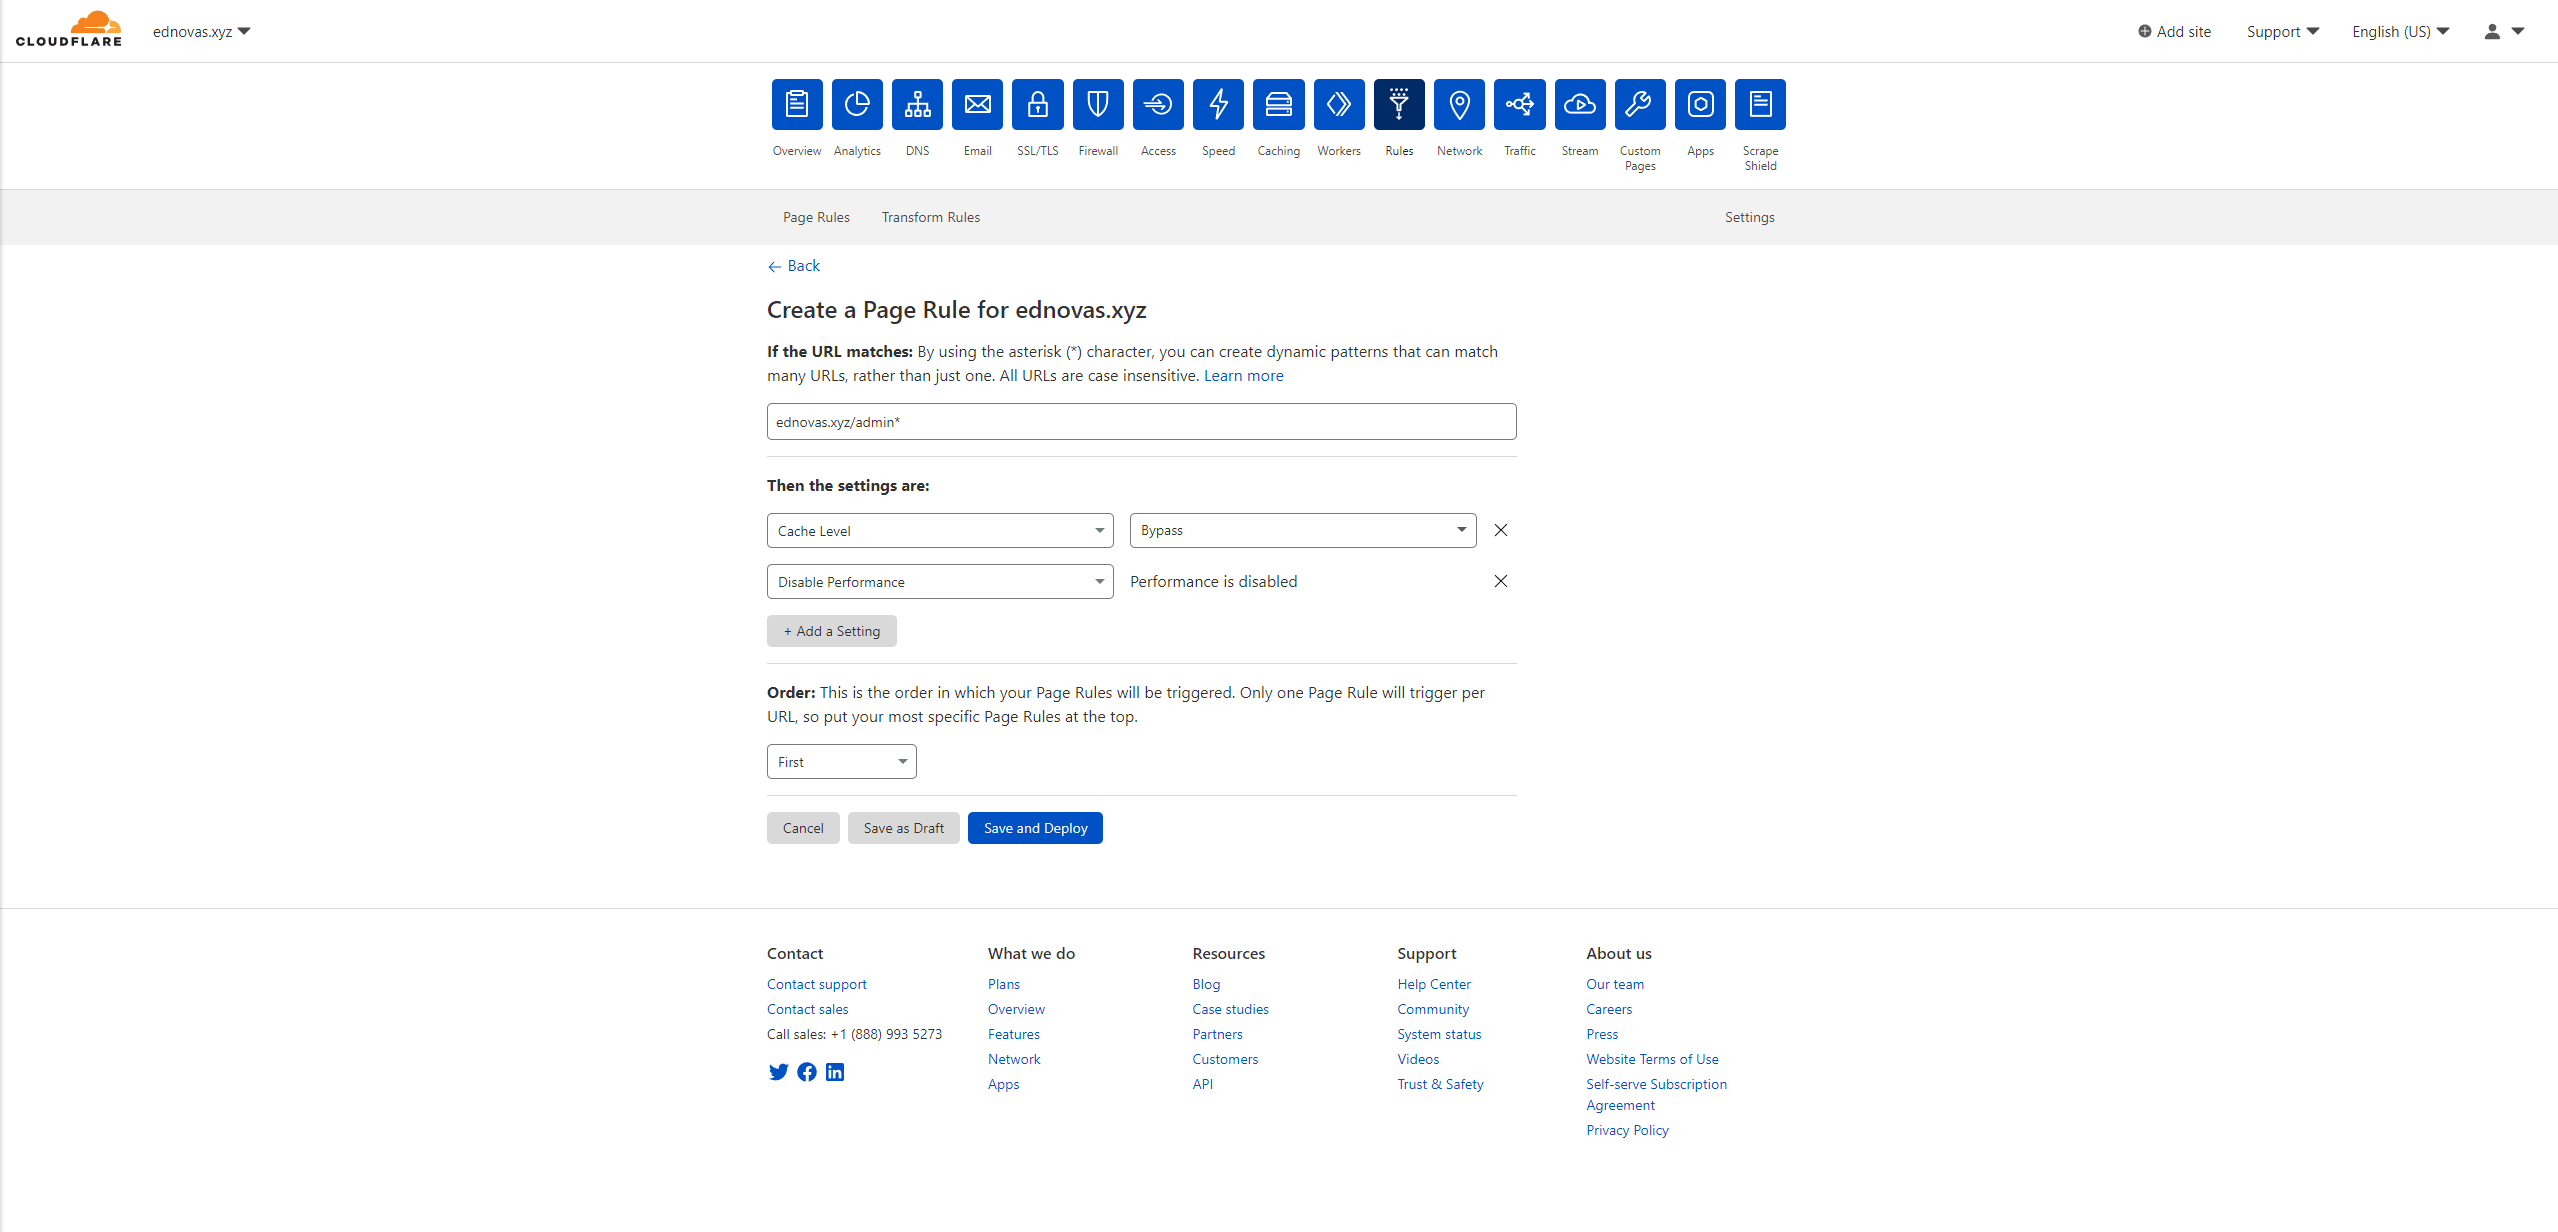 CLOUDFLARE
ednovas.xyz
Add site
Support
English (US)
Overview
Analytics
DNS
Email
SSL/TLS
Firewall
Access
Speed
Caching
Workers
Rules
Network
Traffic
Stream
Custom
Pages
Apps
Scrape
Shield
Page Rules
Transform Rules
Settings
← Back
Create a Page Rule for ednovas.xyz
If the URL matches: By using the asterisk (*) character, you can create dynamic patterns that can match
many URLs, rather than just one. All URLs are case insensitive. Learn more
ednovas.xyz/admin*
Then the settings are:
Cache Level
Bypass
Disable Performance
Performance is disabled
+ Add a Setting
Order: This is the order in which your Page Rules will be triggered. Only one Page Rule will trigger per
URL, so put your most specific Page Rules at the top.
First
Cancel
Save as Draft
Save and Deploy
Contact
Contact support
Contact sales
Call sales: +1 (888) 993 5273
What we do
Plans
Overview
Features
Network
Apps
Resources
Blog
Case studies
Partners
Customers
API
Support
Help Center
Community
System status
Videos
Trust & Safety
About us
Our team
Careers
Press
Website Terms of Use
Self-serve Subscription
Agreement
Privacy Policy